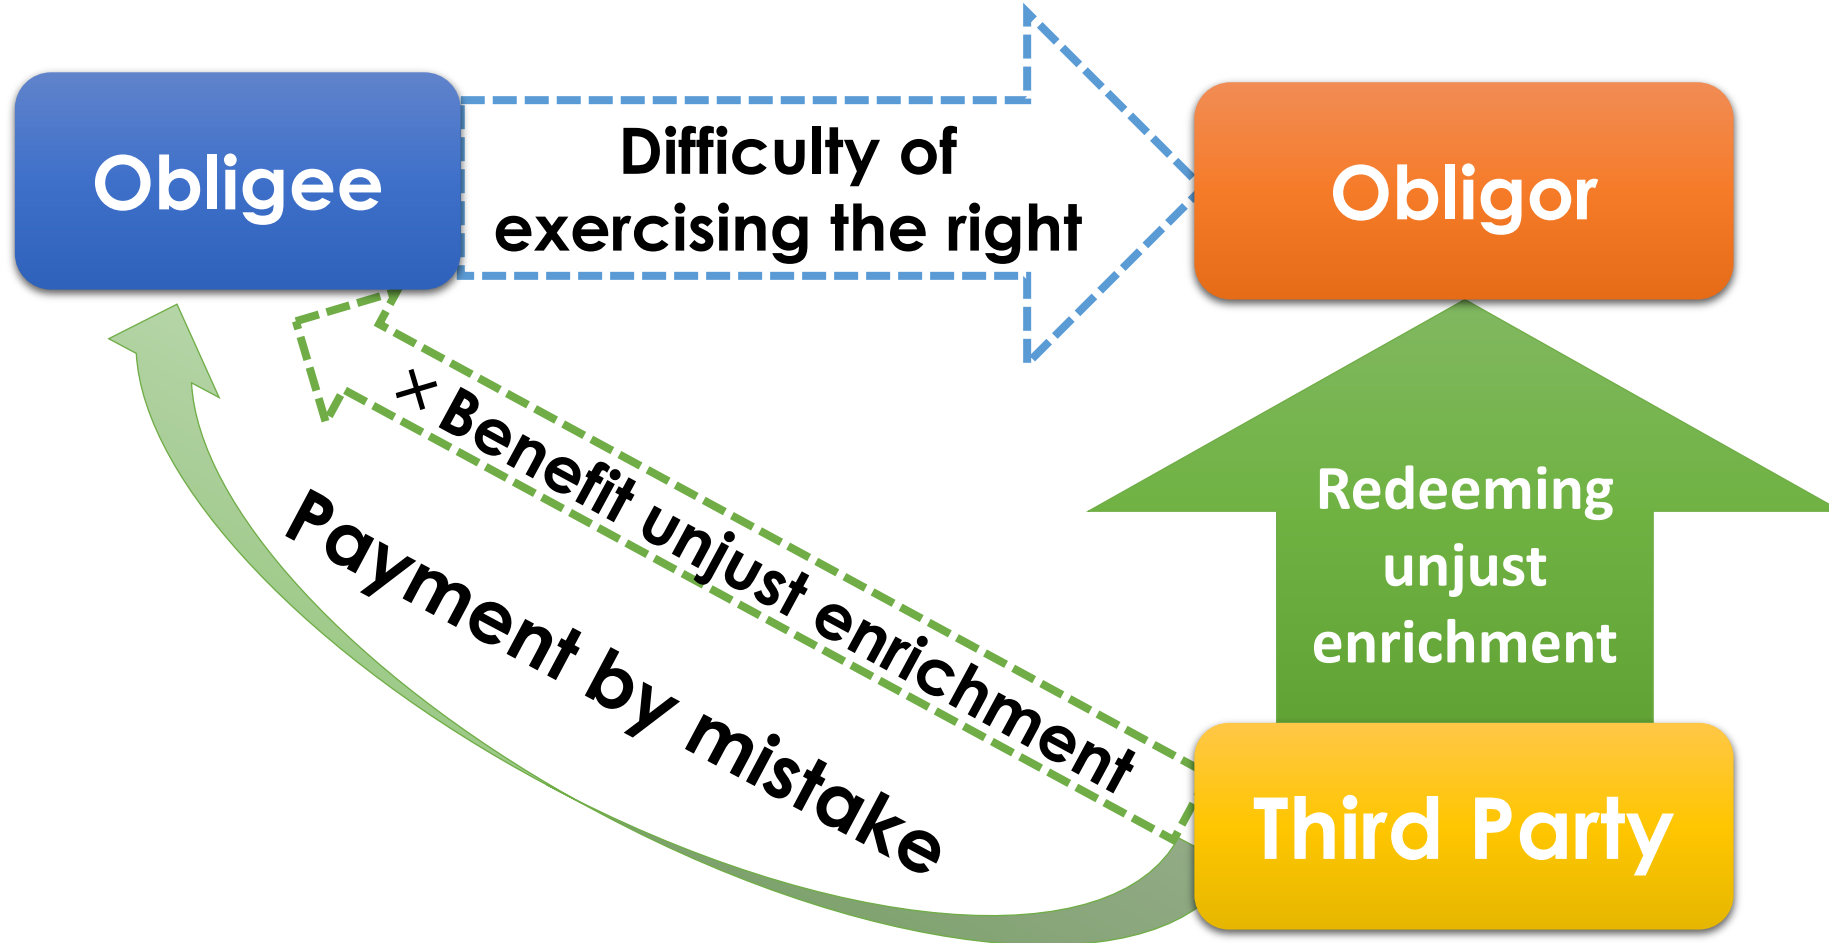 Obligee
Difficulty of
exercising the right
Obligor
× Benefit unjust enrichment
Payment by mistake
Redeeming
unjust
enrichment
Third Party